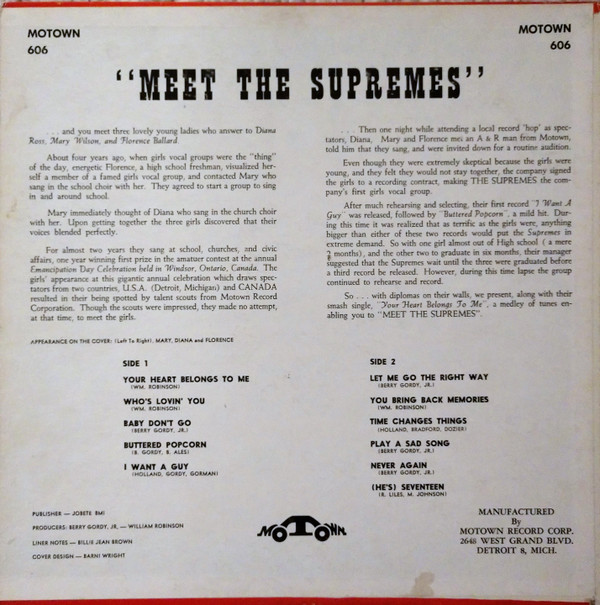 MOTOWN
606
MOTOWN
606
“MEET THE SUPREMES”
. . . and you meet three lovely young ladies who answer to Diana
Ross, Mary Wilson, and Florence Ballard.
About four years ago, when girls vocal groups were the “thing”
of the day, energetic Florence, a high school freshman, visualized her-
self a member of a famed girls vocal group, and contacted Mary who
sang in the school choir with her. They agreed to start a group to sing
in and around school.
Mary immediately thought of Diana who sang in the church choir
with her. Upon getting together the three girls discovered that their
voices blended perfectly.
For almost two years they sang at school, churches, and civic
affairs, one year winning first prize in the amatuer contest at the annual
Emancipation Day Celebration held in Windsor, Ontario, Canada. The
girls' appearance at this gigantic annual celebration which draws spec-
tators from two countries, U.S.A. (Detroit, Michigan) and CANADA
resulted in their being spotted by talent scouts from Motown Record
Corporation. Though the scouts were impressed, they made no attempt,
at that time, to meet the girls.
. . . Then one night while attending a local record 'hop' as spec-
tators, Diana, Mary and Florence met an A & R man from Motown,
told him that they sang, and were invited down for a routine audition.
Even though they were extremely skeptical because the girls were
young, and they felt they would not stay together, the company signed
the girls to a recording contract, making THE SUPREMES the com-
pany's first girls vocal group.
After much rehearsing and selecting, their first record "I Want A
Guy" was released, followed by "Buttered Popcorn", a mild hit. Dur-
ing this time it was realized that as terrific as the girls were, anything
bigger than either of these two records would put the Supremes in
extreme demand. So with one girl almost out of High school ( a mere
2 months), and the other two to graduate in six months, their manager
suggested that the Supremes wait until the three were graduated before
a third record be released. However, during this time lapse the group
continued to rehearse and record.
So . . . with diplomas on their walls, we present, along with their
smash single, "Your Heart Belongs To Me", a medley of tunes en-
abling you to "MEET THE SUPREMES".
APPEARANCE ON THE COVER: (Left To Right), MARY, DIANA and FLORENCE
SIDE 1
YOUR HEART BELONGS TO ME
(WM. ROBINSON)
WHO'S LOVIN' YOU
(WM. ROBINSON)
BABY DON'T GO
(BERRY GORDY, JR.)
BUTTERED POPCORN
(B. GORDY, B. ALES)
I WANT A GUY
(HOLLAND, GORDY, GORMAN)
SIDE 2
LET ME GO THE RIGHT WAY
(BERRY GORDY, JR.)
YOU BRING BACK MEMORIES
(WM. ROBINSON)
TIME CHANGES THINGS
(HOLLAND, BRADFORD, DOZIER)
PLAY A SAD SONG
(BERRY GORDY, JR.)
NEVER AGAIN
(BERRY GORDY, JR.)
(HE'S) SEVENTEEN
(R. LILES, M. JOHNSON)
PUBLISHER — JOBETE BMI
PRODUCERS: BERRY GORDY, JR. — WILLIAM ROBINSON
LINER NOTES – BILLIE JEAN BROWN
COVER DESIGN — BARNI WRIGHT
MOTOWN
MANUFACTURED
By
MOTOWN RECORD CORP.
2648 WEST GRAND BLVD.
DETROIT 8, MICH.